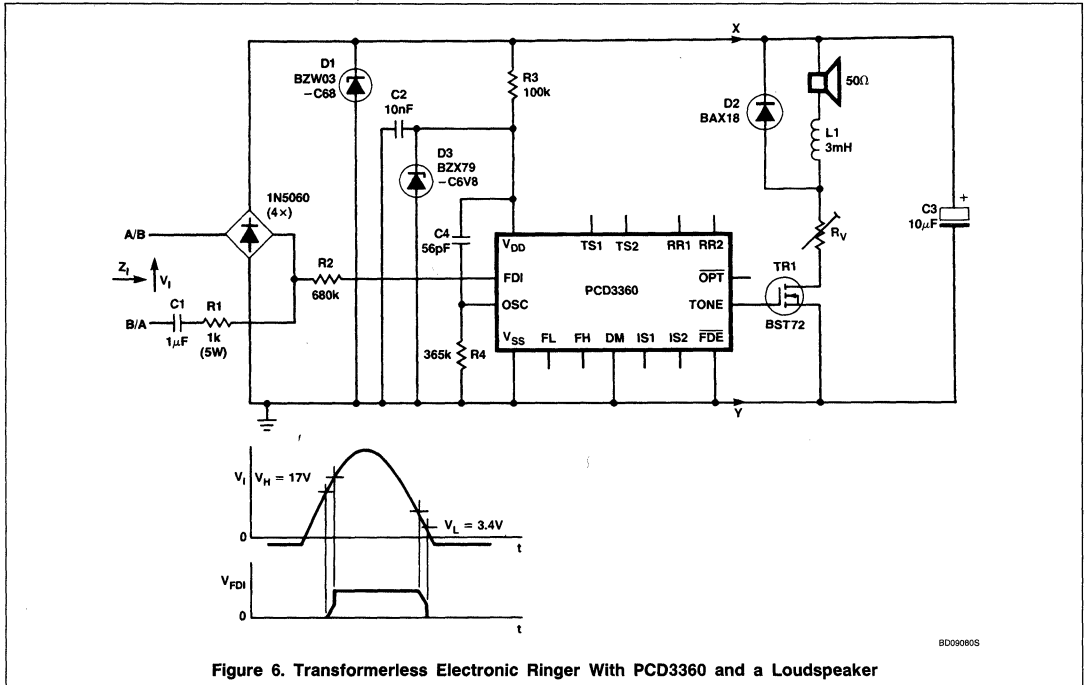 X
D1
BZW03
–C68
R3
100k
C2
10nF
D2
BAX18
50Ω
L1
3mH
D3
BZX79
–C6V8
1N5060
(4×)
C3
10μF
+
A/B
C4
56pF
RV
ZI
VI
R2
680k
VDD
TS1
TS2
RR1
RR2
FDI
PCD3360
OPT
TR1
OSC
TONE
BST72
B/A
C1
1μF
R1
1k
(5W)
VSS
FL
FH
DM
IS1
IS2
FDE
365k
R4
Y
VI
VH = 17V
VL = 3.4V
0
t
VFDI
0
t
BD09080S
Figure 6. Transformerless Electronic Ringer With PCD3360 and a Loudspeaker